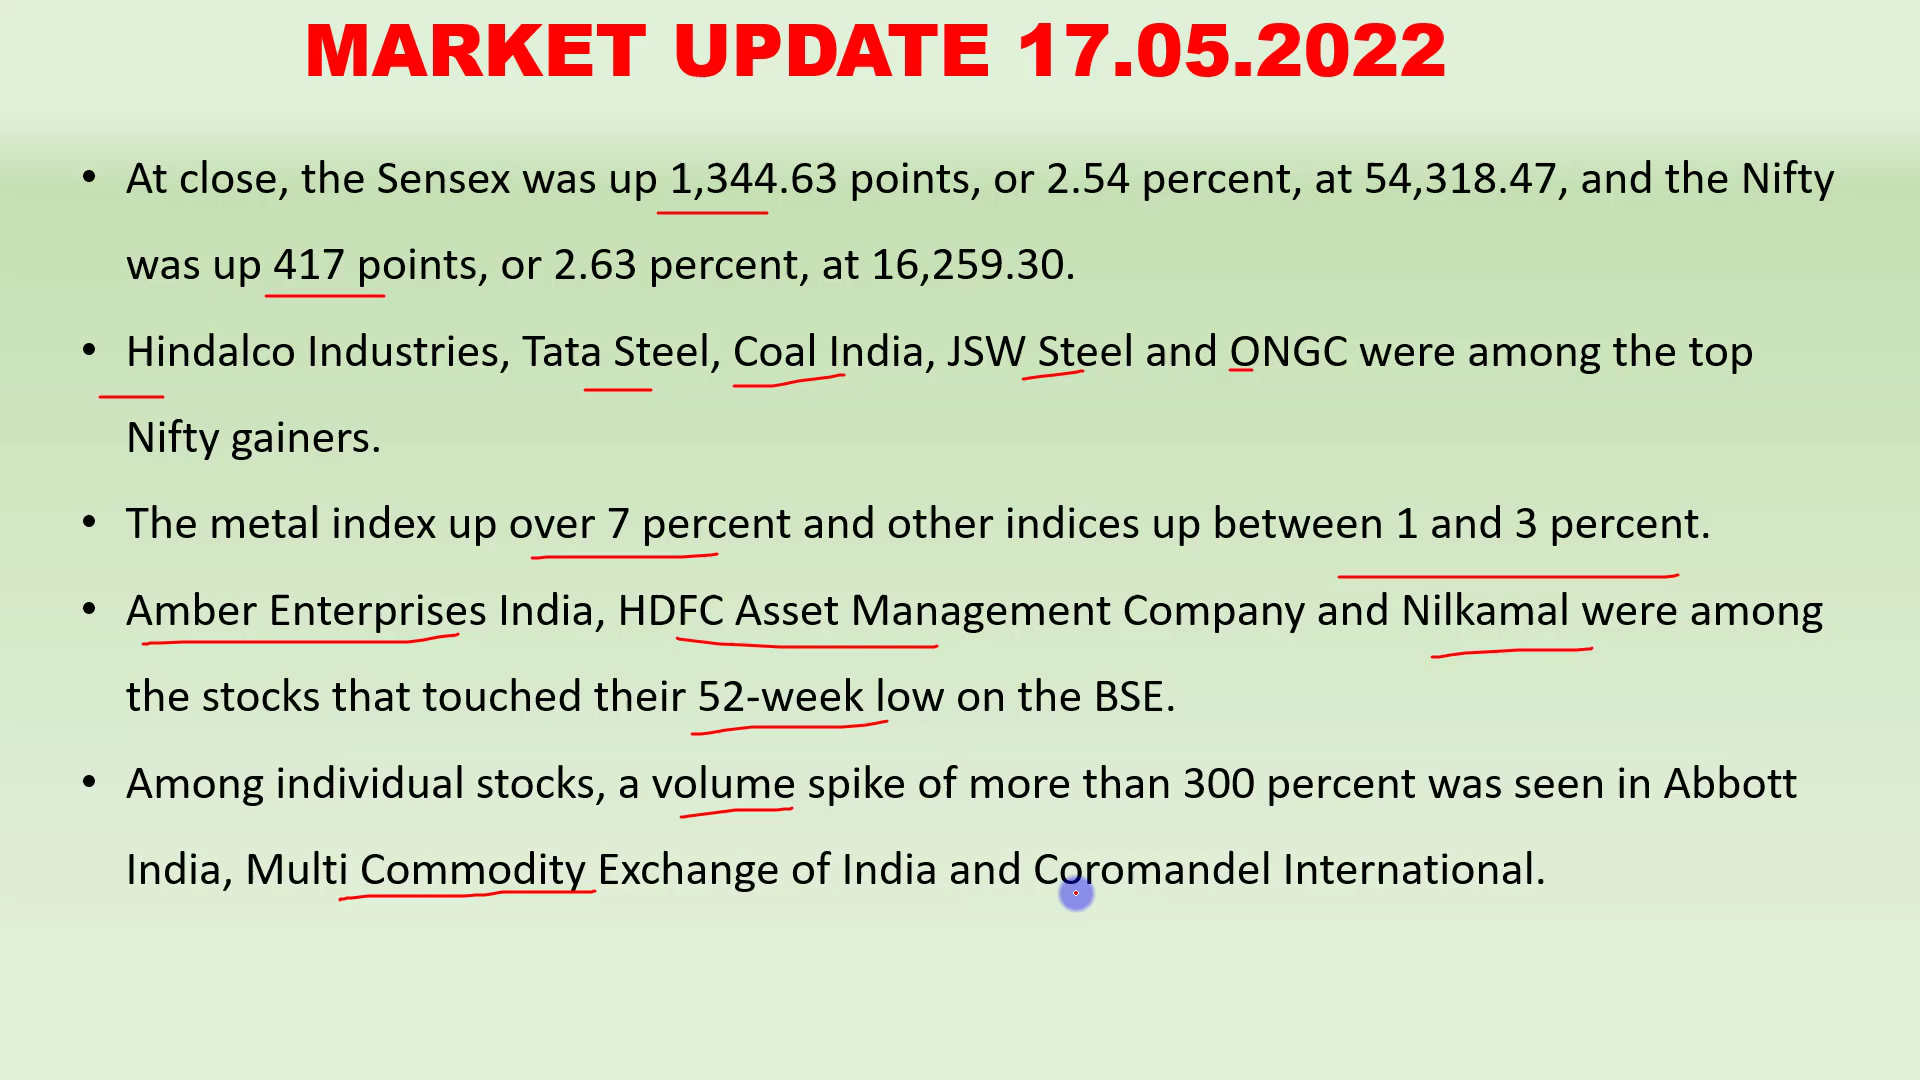 MARKET UPDATE 17.05.2022
• At close, the Sensex was up 1,344.63 points, or 2.54 percent, at 54,318.47, and the Nifty
was up 417 points, or 2.63 percent, at 16,259.30.
• Hindalco Industries, Tata Steel, Coal India, JSW Steel and ONGC were among the top
Nifty gainers.
• The metal index up over 7 percent and other indices up between 1 and 3 percent.
• Amber Enterprises India, HDFC Asset Management Company and Nilkamal were among
the stocks that touched their 52-week low on the BSE.
• Among individual stocks, a volume spike of more than 300 percent was seen in Abbott
India, Multi Commodity Exchange of India and Coromandel International.